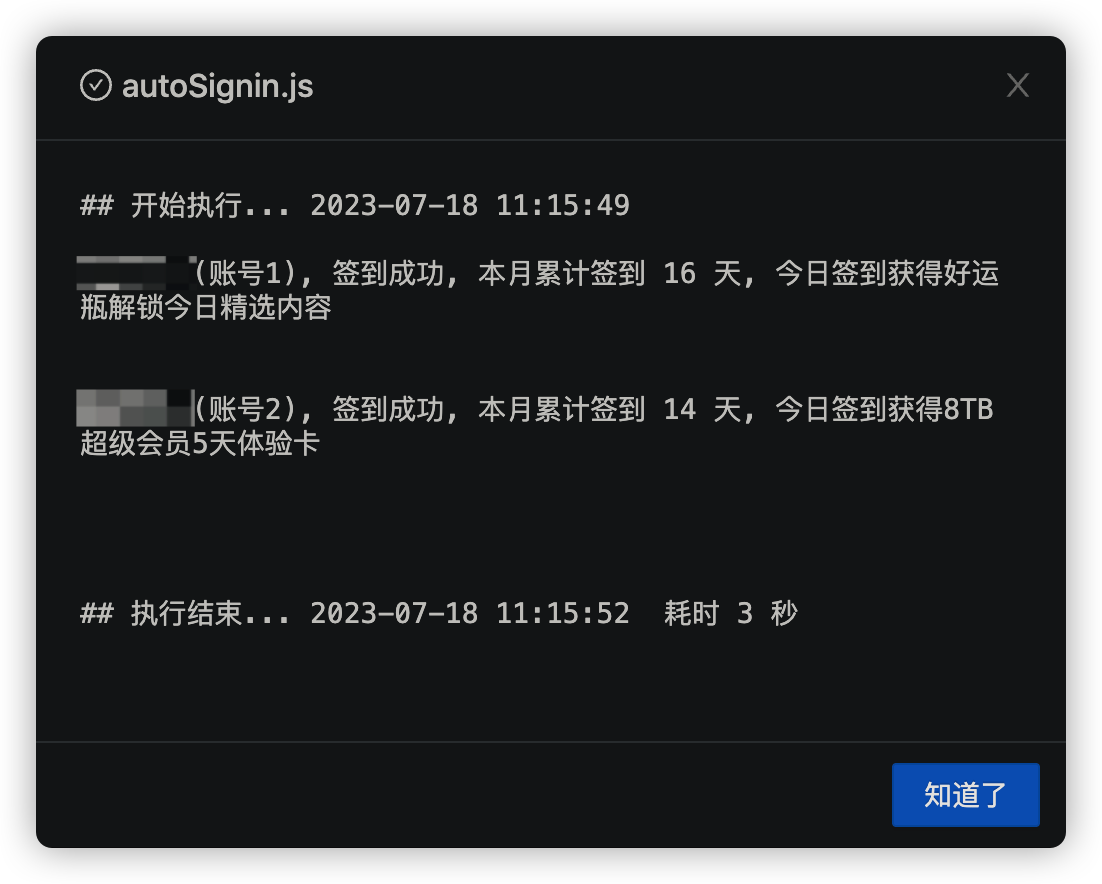 autoSignin.js
X
## 开始执行... 2023-07-18 11:15:49
(账号1), 签到成功, 本月累计签到 16 天, 今日签到获得好运
瓶解锁今日精选内容
(账号2), 签到成功, 本月累计签到 14 天, 今日签到获得8TB
超级会员5天体验卡
## 执行结束... 2023-07-18 11:15:52  耗时 3 秒
知道了